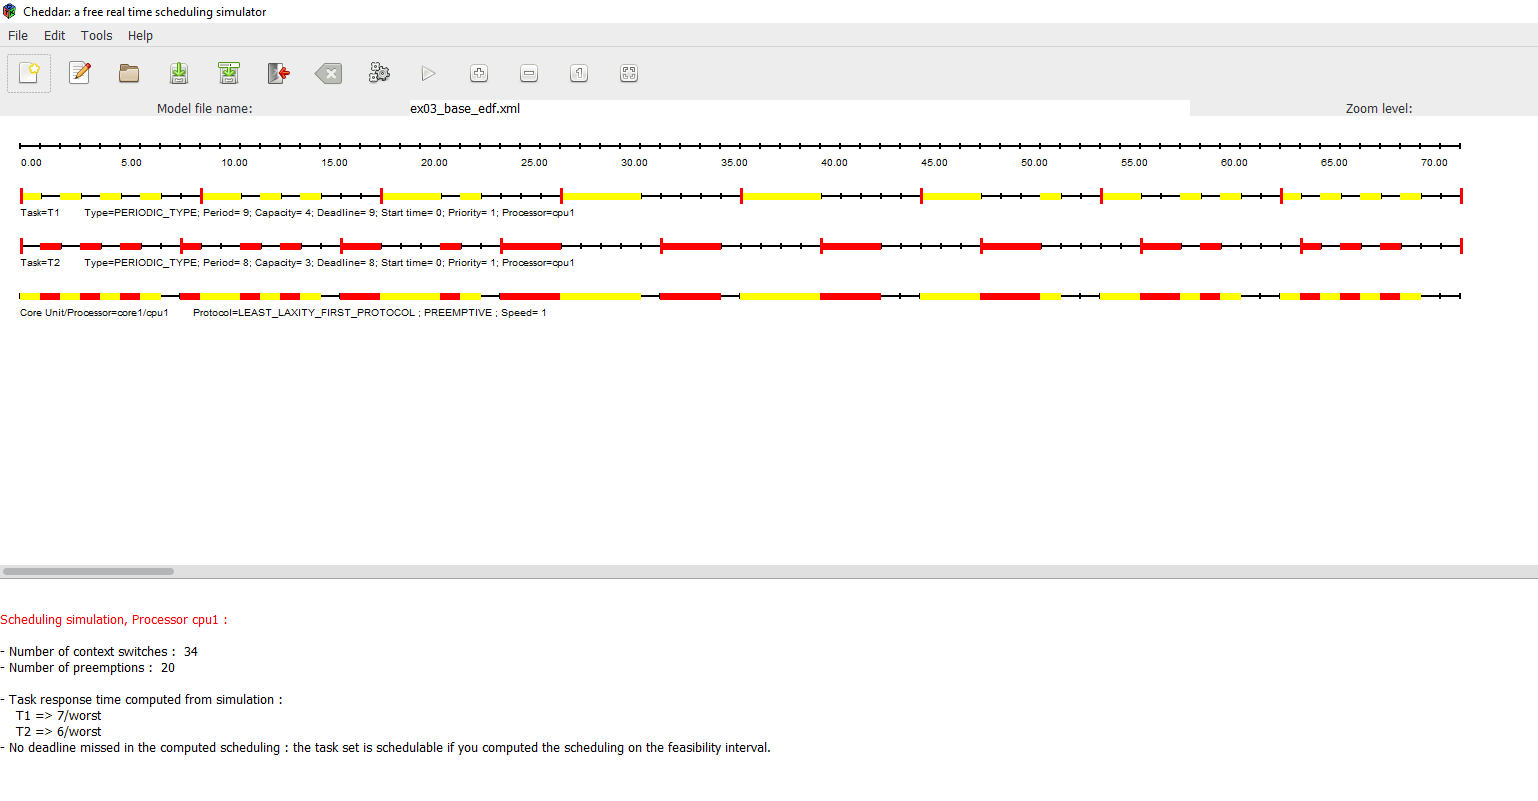 Cheddar: a free real time scheduling simulator
File Edit Tools Help
Model file name: ex03_base_edf.xml Zoom level:
0.00 5.00 10.00 15.00 20.00 25.00 30.00 35.00 40.00 45.00 50.00 55.00 60.00 65.00 70.00
Task=T1 Type=PERIODIC_TYPE; Period= 9; Capacity= 4; Deadline= 9; Start time= 0; Priority= 1; Processor=cpu1
Task=T2 Type=PERIODIC_TYPE; Period= 8; Capacity= 3; Deadline= 8; Start time= 0; Priority= 1; Processor=cpu1
Core Unit/Processor=core1/cpu1 Protocol=LEAST_LAXITY_FIRST_PROTOCOL ; PREEMPTIVE ; Speed= 1
Scheduling simulation, Processor cpu1 :
- Number of context switches : 34
- Number of preemptions : 20
- Task response time computed from simulation :
T1 => 7/worst
T2 => 6/worst
- No deadline missed in the computed scheduling : the task set is schedulable if you computed the scheduling on the feasibility interval.